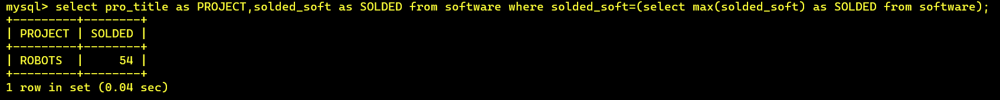 mysql> select pro_title as PROJECT,solded_soft as SOLDED from software where solded_soft=(select max(solded_soft) as SOLDED from software);
+---------+--------+
| PROJECT | SOLDED |
+---------+--------+
| ROBOTS  |     54 |
+---------+--------+
1 row in set (0.04 sec)